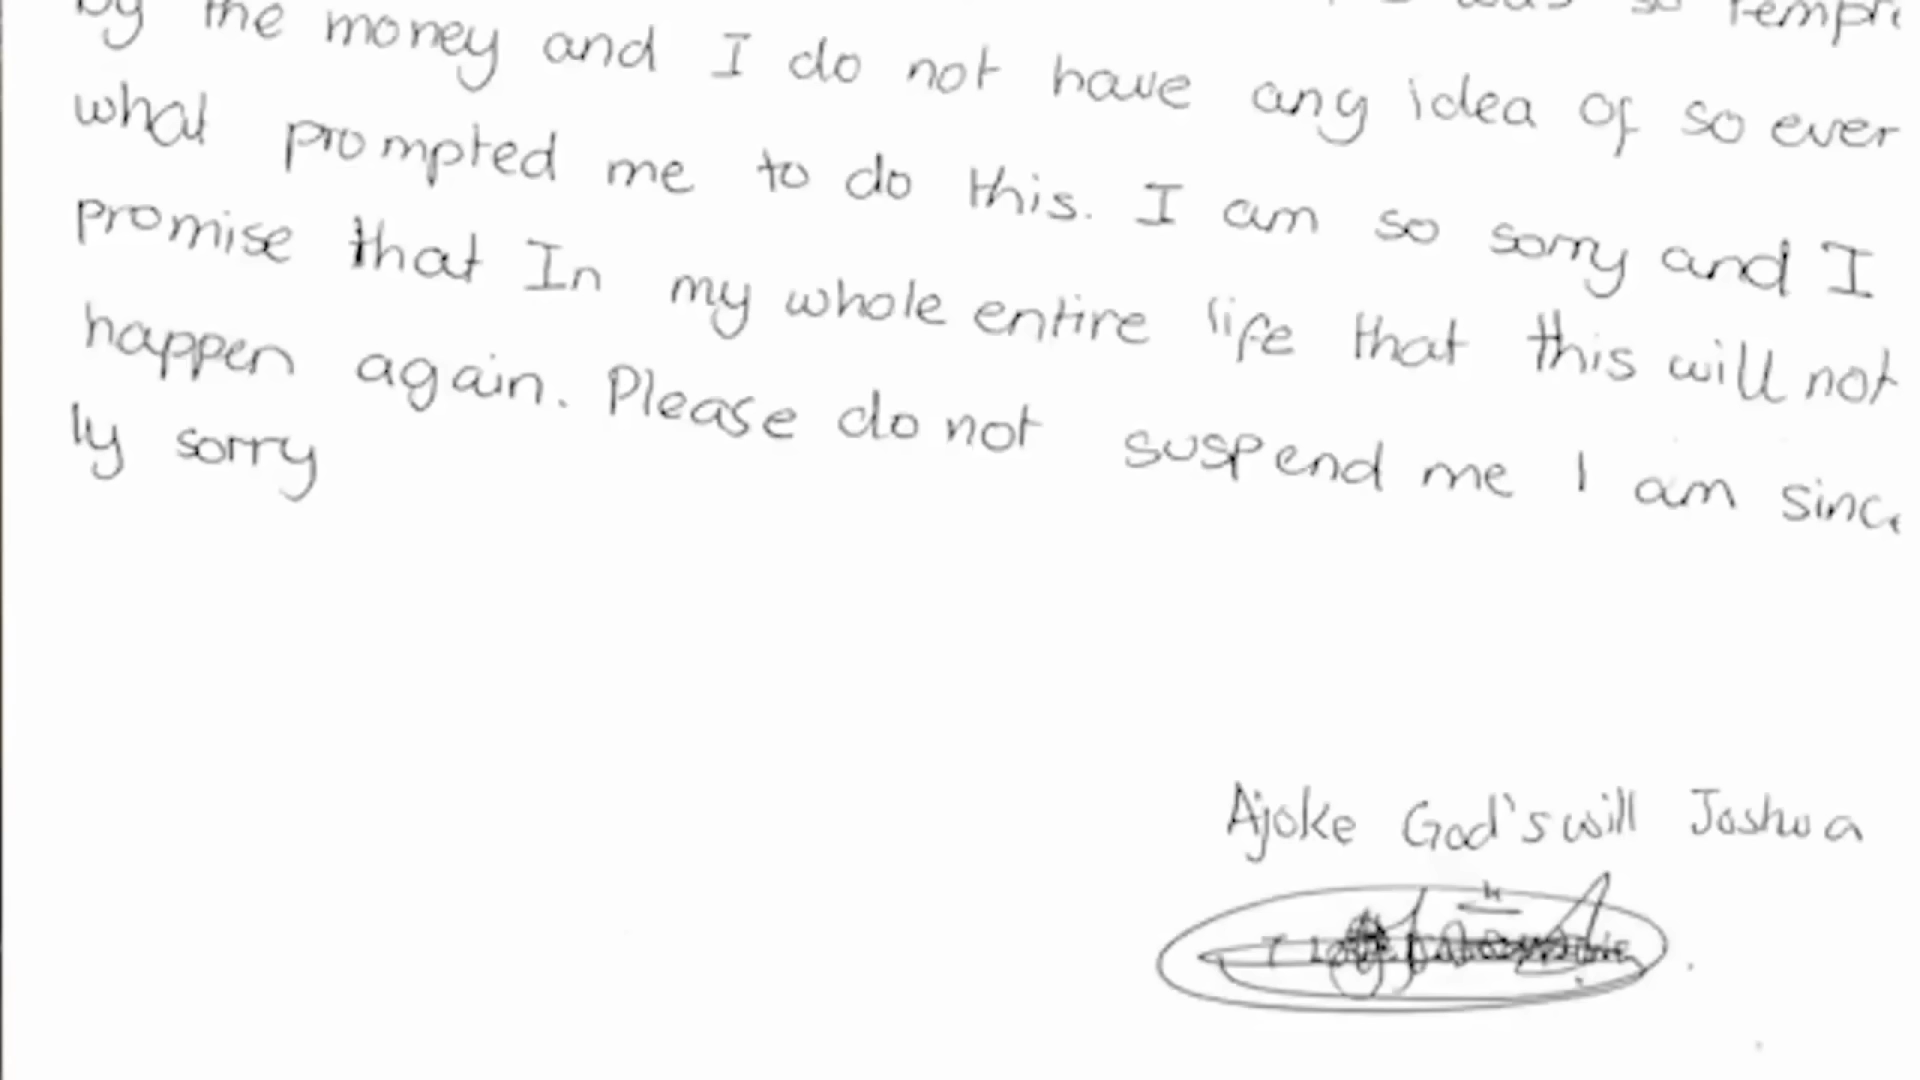 by the money and I do not have any idea of so ever
what prompted me to do this. I am so sorry and I
promise that In my whole entire life that this will not
happen again. Please do not suspend me I am
ly sorry
Ajoke God'swill Joshua